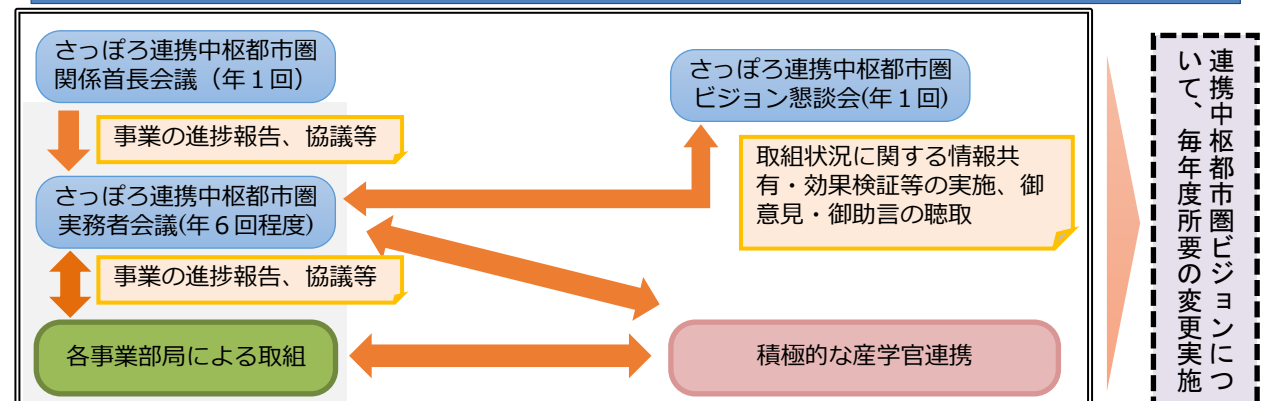 さっぽろ連携中枢都市圏
関係首長会議（年１回）
さっぽろ連携中枢都市圏
ビジョン懇談会(年１回)
事業の進捗報告、協議等
取組状況に関する情報共
有・効果検証等の実施、御
意見・御助言の聴取
さっぽろ連携中枢都市圏
実務者会議(年６回程度)
事業の進捗報告、協議等
各事業部局による取組
積極的な産学官連携
連携中枢都市圏ビジョンにつ
いて、毎年度所要の変更実施